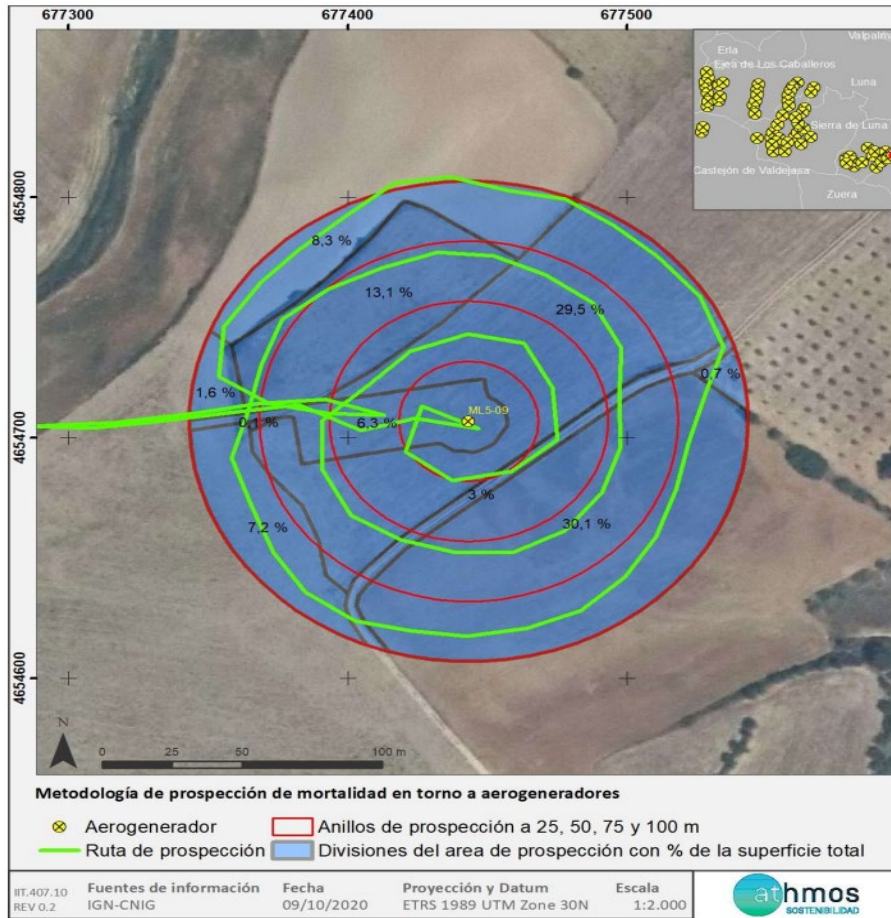 677300 677400 677500
Valpalma
Erla
Ejea de Los Caballeros
Luna
Sierra de Luna
Castejón de Valdejasa
Zuera
4654800
8,3 %
13,1 %
29,5 %
1,6 %
0,7 %
ML5-09
4654700
0,1 %
6,3 %
3 %
7,2 %
30,1 %
4654600
N
0 25 50 100 m
Metodología de prospección de mortalidad en torno a aerogeneradores
Aerogenerador Anillos de prospección a 25, 50, 75 y 100 m
Ruta de prospección Divisiones del area de prospección con % de la superficie total
IIT.407.10 Fuentes de información Fecha Proyección y Datum Escala
REV 0.2 IGN-CNIG 09/10/2020 ETRS 1989 UTM Zone 30N 1:2.000
athmos
SOSTENIBILIDAD